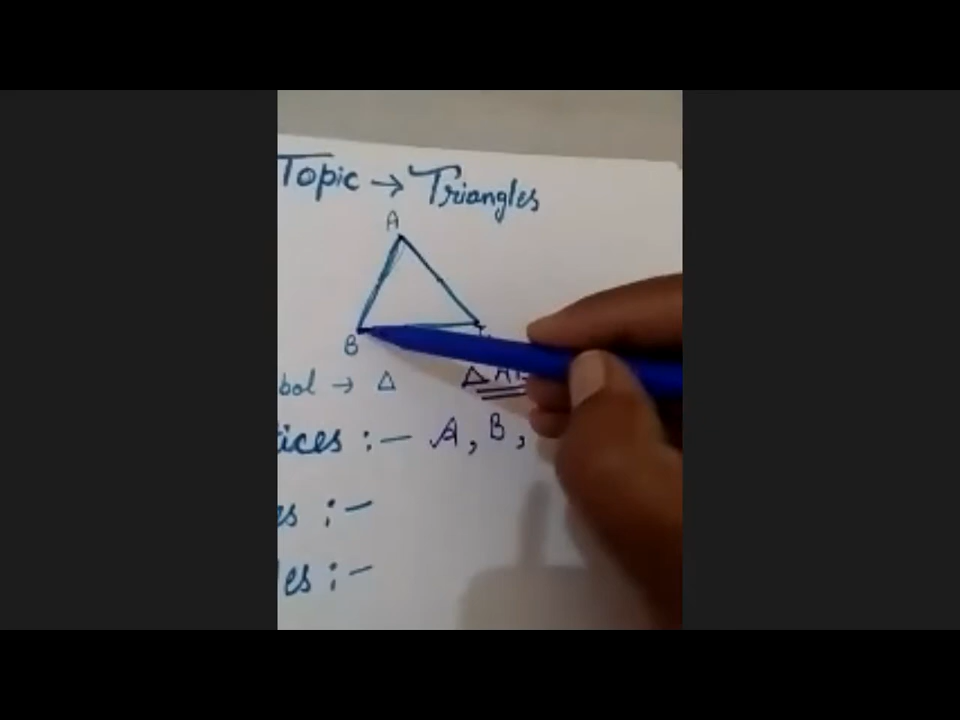 Topic → Triangles
A
B
bol → Δ Δ A
ices :- A, B,
es :-
les :-